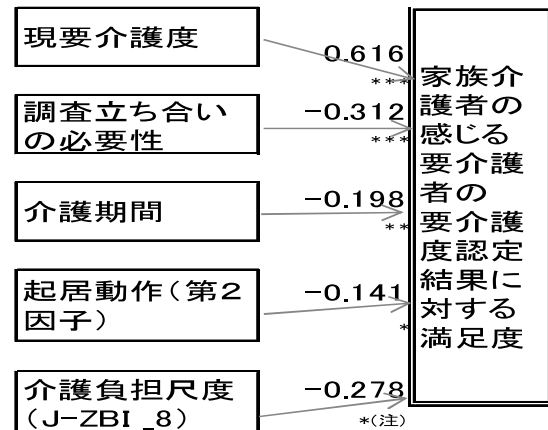 現要介護度
0.616
***
調査立ち合い
の必要性
-0.312
***
介護期間
-0.198
**
起居動作(第2
因子)
-0.141
*
介護負担尺度
(J-ZBI_8)
-0.278
*(注)
家族介
護者の
感じる
要介護
者の
要介護
度認定
結果に
対する
満足度